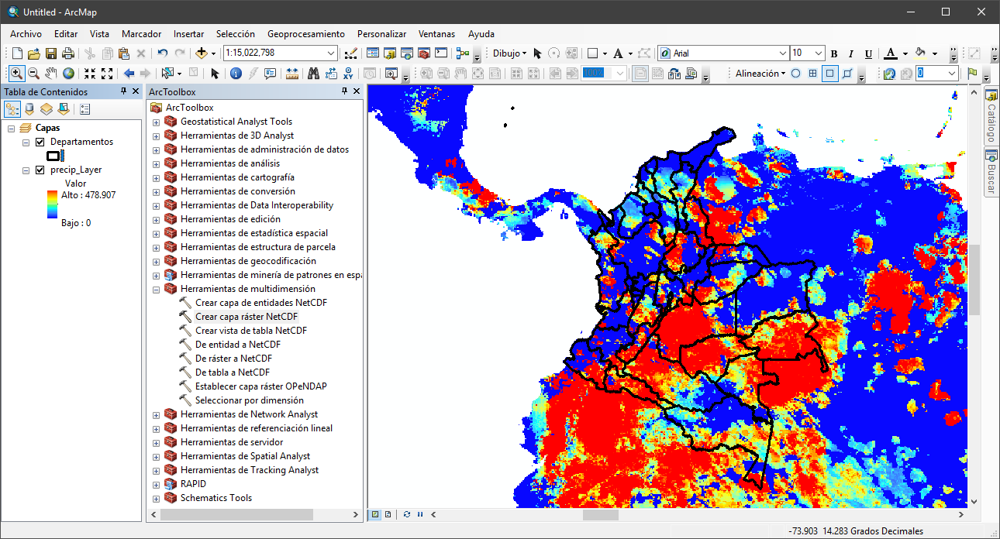 Untitled - ArcMap
Archivo Editar Vista Marcador Insertar Selección Geoprocesamiento Personalizar Ventanas Ayuda
1:15,022,798 Dibujo A Arial 10 B I U A
100% Alineación 0
Tabla de Contenidos
Capas
Departamentos
precip_Layer
Valor
Alto : 478.907
Bajo : 0
ArcToolbox
ArcToolbox
Geostatistical Analyst Tools
Herramientas de 3D Analyst
Herramientas de administración de datos
Herramientas de análisis
Herramientas de cartografía
Herramientas de conversión
Herramientas de Data Interoperability
Herramientas de edición
Herramientas de estadística espacial
Herramientas de estructura de parcela
Herramientas de geocodificación
Herramientas de minería de patrones en espa
Herramientas de multidimensión
Crear capa de entidades NetCDF
Crear capa ráster NetCDF
Crear vista de tabla NetCDF
De entidad a NetCDF
De ráster a NetCDF
De tabla a NetCDF
Establecer capa ráster OPeNDAP
Seleccionar por dimensión
Herramientas de Network Analyst
Herramientas de referenciación lineal
Herramientas de servidor
Herramientas de Spatial Analyst
Herramientas de Tracking Analyst
RAPID
Schematics Tools
Catálogo
Buscar
-73.903 14.283 Grados Decimales